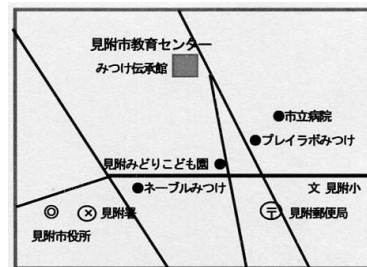 見附市教育センター
みつけ伝承館
市立病院
プレイラボみつけ
見附みどりこども園
ネーブルみつけ
文 見附小
見附署
〒 見附郵便局
見附市役所